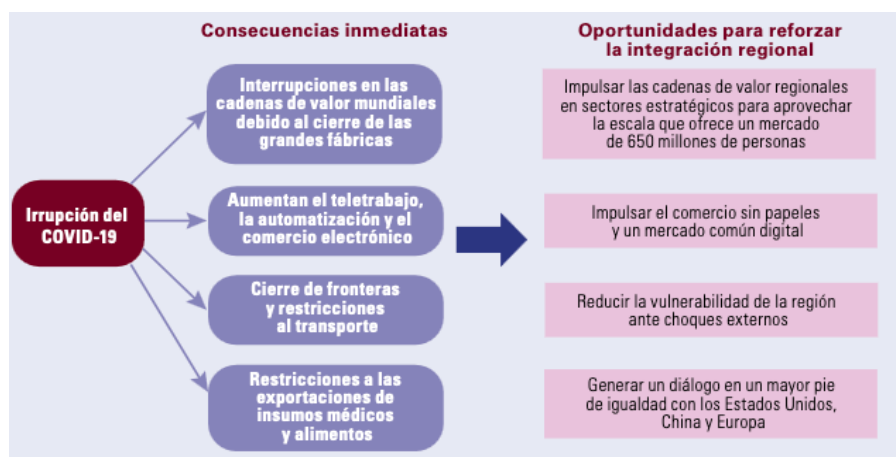 Consecuencias inmediatas
Oportunidades para reforzar
la integración regional
Irrupción del
COVID-19
Interrupciones en las
cadenas de valor mundiales
debido al cierre de las
grandes fábricas
Impulsar las cadenas de valor regionales
en sectores estratégicos para aprovechar
la escala que ofrece un mercado
de 650 millones de personas
Aumentan el teletrabajo,
la automatización y el
comercio electrónico
Impulsar el comercio sin papeles
y un mercado común digital
Cierre de fronteras
y restricciones
al transporte
Reducir la vulnerabilidad de la región
ante choques externos
Restricciones a las
exportaciones de
insumos médicos
y alimentos
Generar un diálogo en un mayor pie
de igualdad con los Estados Unidos,
China y Europa